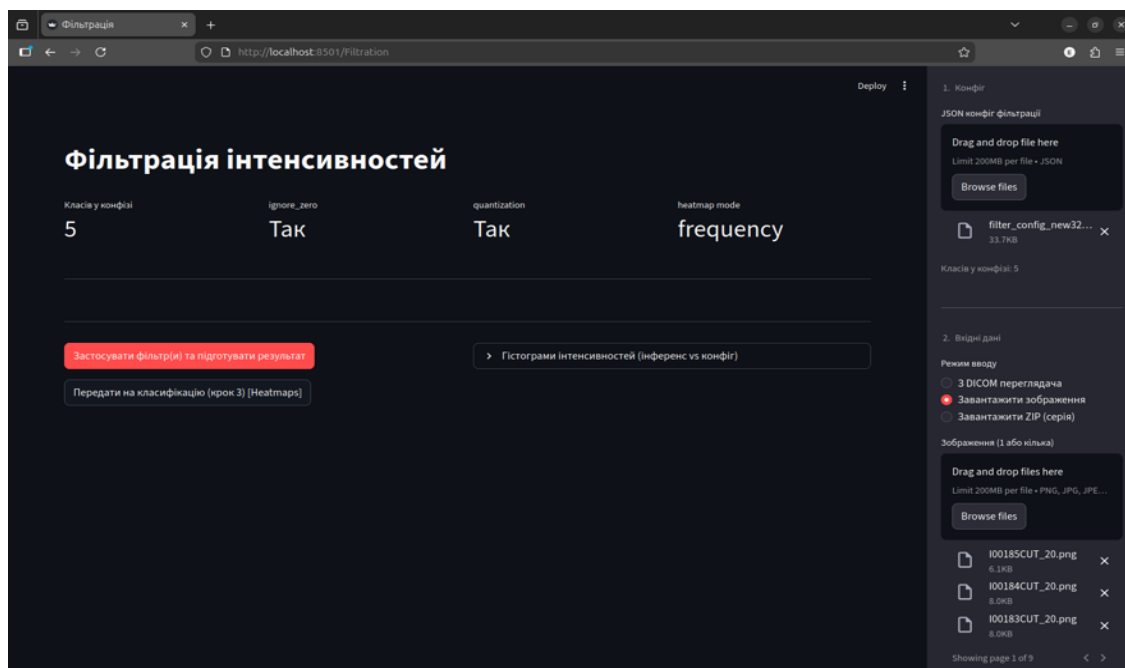 Фільтрація
http://localhost:8501/Filtration
Deploy
Фільтрація інтенсивностей
Класів у конфізі
5
ignore_zero
Так
quantization
Так
heatmap mode
frequency
Застосувати фільтр(и) та підготувати результат
Передати на класифікацію (крок 3) [Heatmaps]
Гістограми інтенсивностей (інференс vs конфіг)
1. Конфіг
JSON конфіг фільтрації
Drag and drop file here
Limit 200MB per file • JSON
Browse files
filter_config_new32...
33.7KB
Класів у конфізі: 5
2. Вхідні дані
Режим вводу
З DICOM переглядача
Завантажити зображення
Завантажити ZIP (серія)
Зображення (1 або кілька)
Drag and drop files here
Limit 200MB per file • PNG, JPG, JPE...
Browse files
I00185CUT_20.png
6.1KB
I00184CUT_20.png
8.0KB
I00183CUT_20.png
8.0KB
Showing page 1 of 9